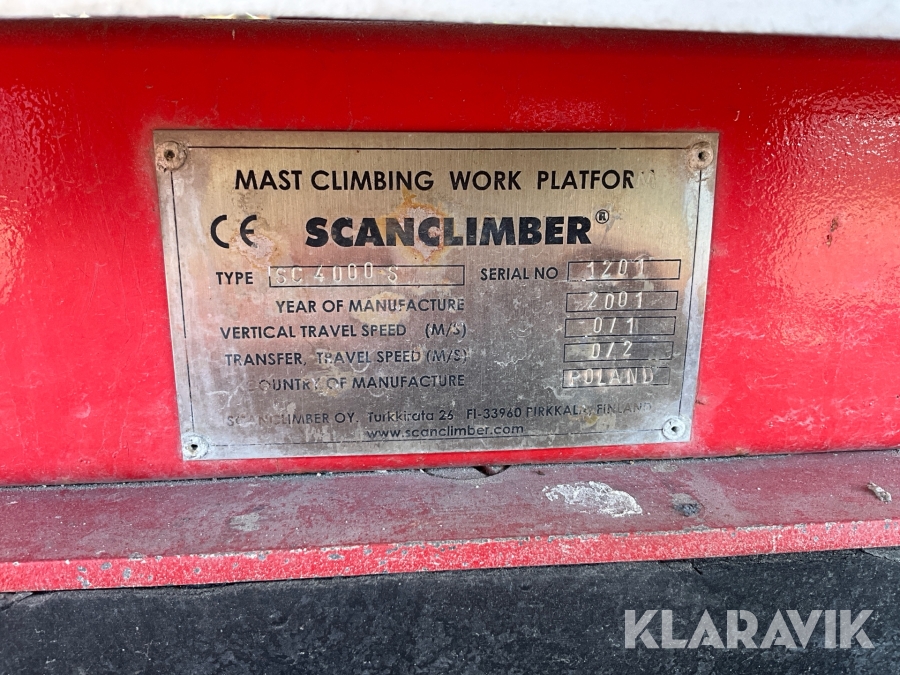 MAST CLIMBING WORK PLATFOR
CE SCANCLIMBER®
TYPE SC 4000 S SERIAL NO 1201
YEAR OF MANUFACTURE 2001
VERTICAL TRAVEL SPEED (M/S) 0/1
TRANSFER, TRAVEL SPEED (M/S) 0/2
COUNTRY OF MANUFACTURE POLAND
SCANCLIMBER OY, Turkkirata 26 FI-33960 PIRKKALA, FINLAND
www.scanclimber.com
KLARAVIK